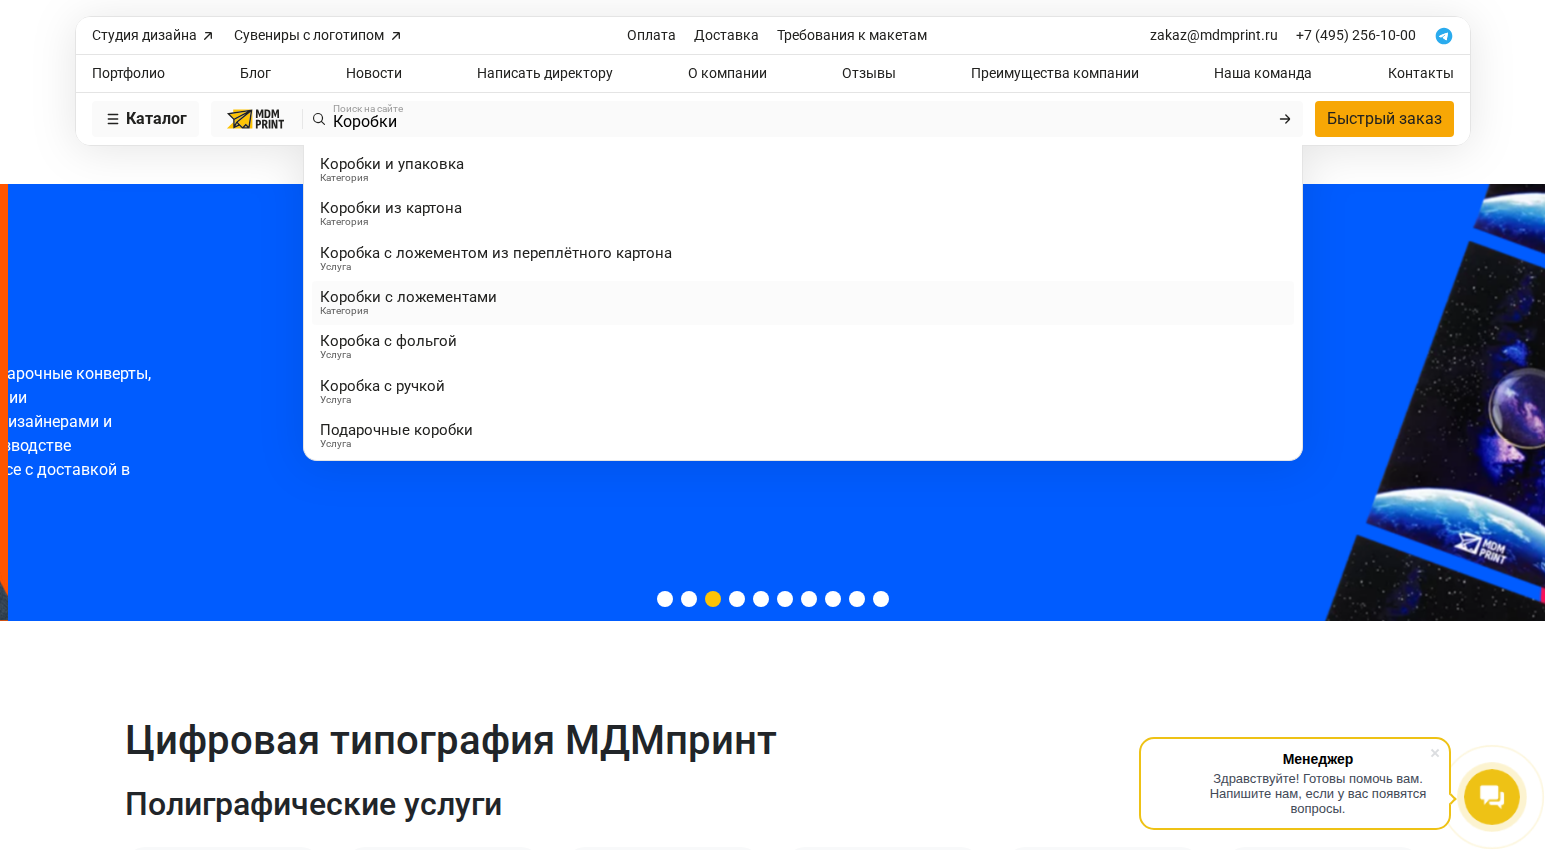 Студия дизайна
Сувениры с логотипом
Оплата
Доставка
Требования к макетам
zakaz@mdmprint.ru
+7 (495) 256-10-00
Портфолио
Блог
Новости
Написать директору
О компании
Отзывы
Преимущества компании
Наша команда
Контакты
Каталог
MDM
PRINT
Поиск на сайте
Коробки
Быстрый заказ
Коробки и упаковка
Категория
Коробки из картона
Категория
Коробка с ложементом из переплётного картона
Услуга
Коробки с ложементами
Категория
Коробка с фольгой
Услуга
Коробка с ручкой
Услуга
Подарочные коробки
Услуга
арочные конверты,
ии
изайнерами и
зводстве
се с доставкой в
MDM
PRINT
Цифровая типография МДМпринт
Полиграфические услуги
Менеджер
Здравствуйте! Готовы помочь вам.
Напишите нам, если у вас появятся
вопросы.